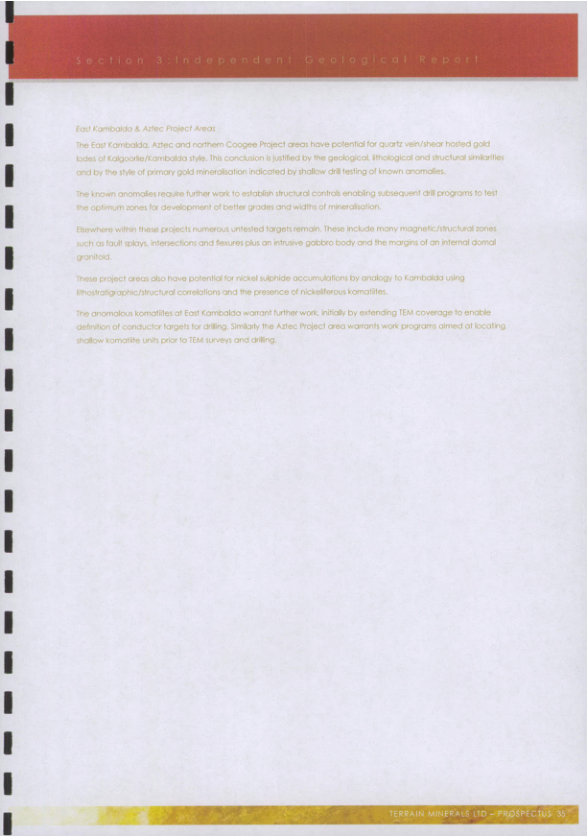 Section 3:Independent Geological Report
East Kambalda & Aztec Project Areas
The East Kambalda, Aztec and northern Coogee Project areas have potential for quartz vein/shear hosted gold
lodes of Kalgoorlie/Kambalda style. This conclusion is justified by the geological, lithological and structural similarities
and by the style of primary gold mineralisation indicated by shallow drill testing of known anomalies.
The known anomalies require further work to establish structural controls enabling subsequent drill programs to test
the optimum zones for development of better grades and widths of mineralisation.
Elsewhere within these projects numerous untested targets remain. These include many magnetic/structural zones
such as fault splays, intersections and flexures plus an intrusive gabbro body and the margins of an internal domal
granitoid.
These project areas also have potential for nickel sulphide accumulations by analogy to Kambalda using
lithostratigraphic/structural correlations and the presence of nickeliferous komatiites.
The anomalous komatiites at East Kambalda warrant further work, initially by extending TEM coverage to enable
definition of conductor targets for drilling. Similarly the Aztec Project area warrants work programs aimed at locating
shallow komatiite units prior to TEM surveys and drilling.
TERRAIN MINERALS LTD – PROSPECTUS 35